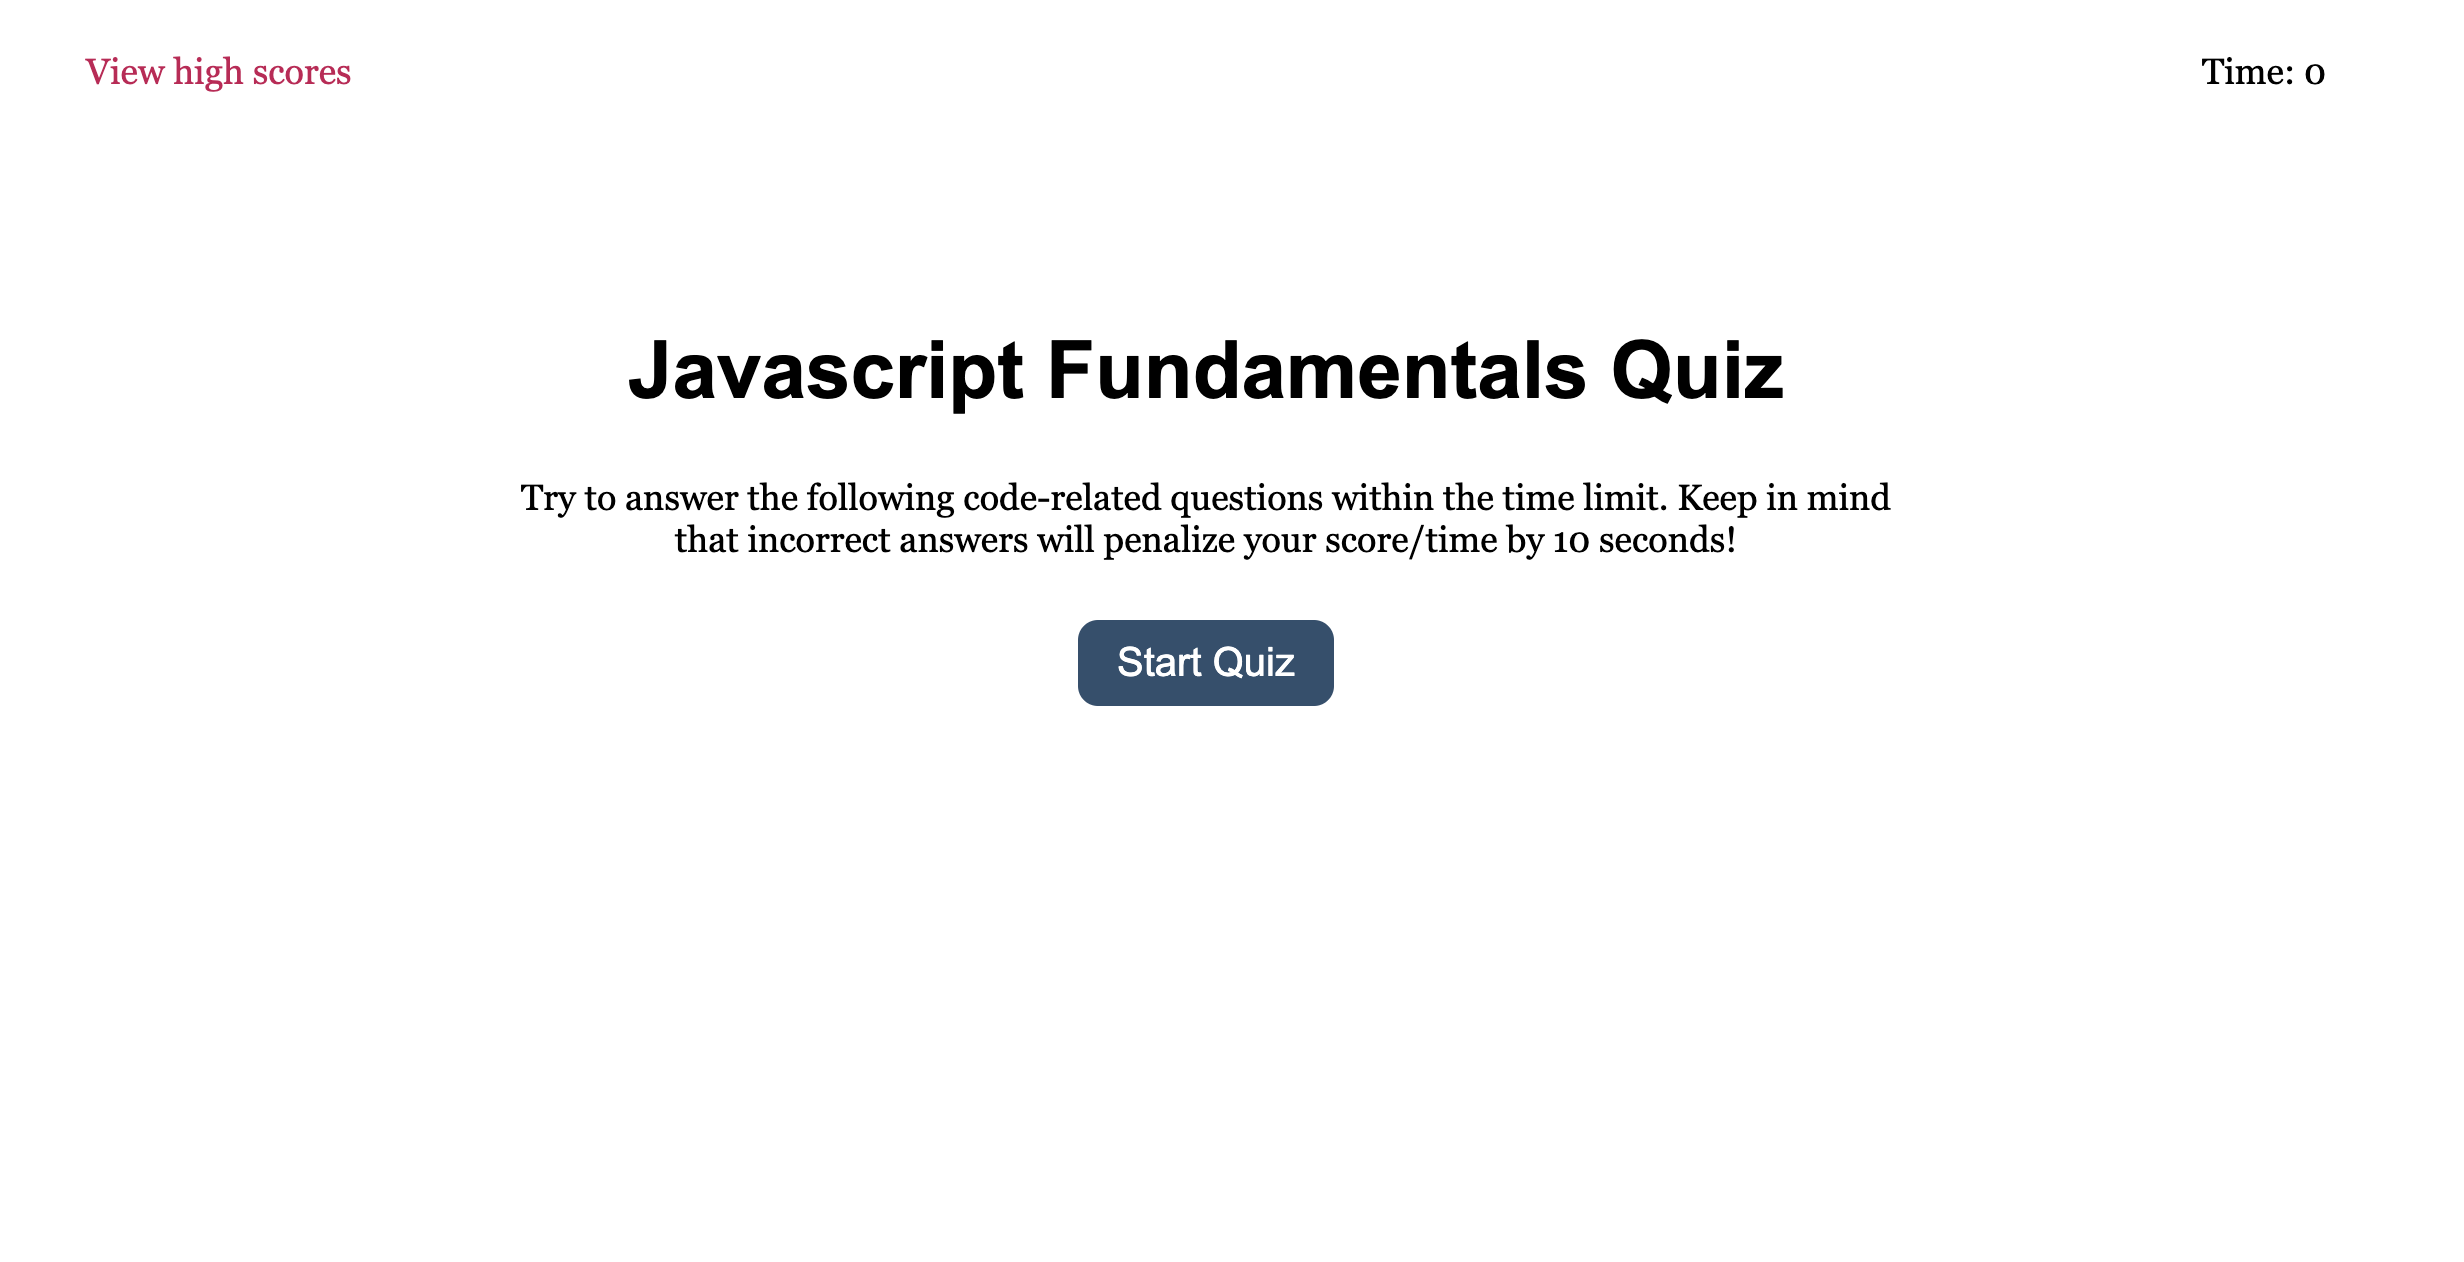 View high scores
Time: 0
Javascript Fundamentals Quiz
Try to answer the following code-related questions within the time limit. Keep in mind
that incorrect answers will penalize your score/time by 10 seconds!
Start Quiz